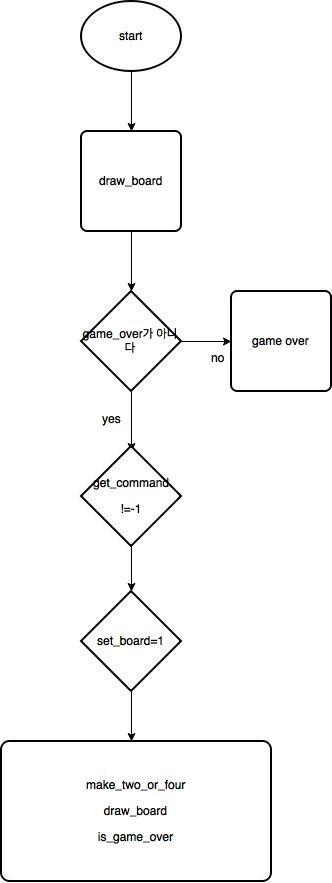 start
draw_board
game_over가 아니
다
game over
no
yes
get_command
!=-1
set_board=1
make_two_or_four
draw_board
is_game_over